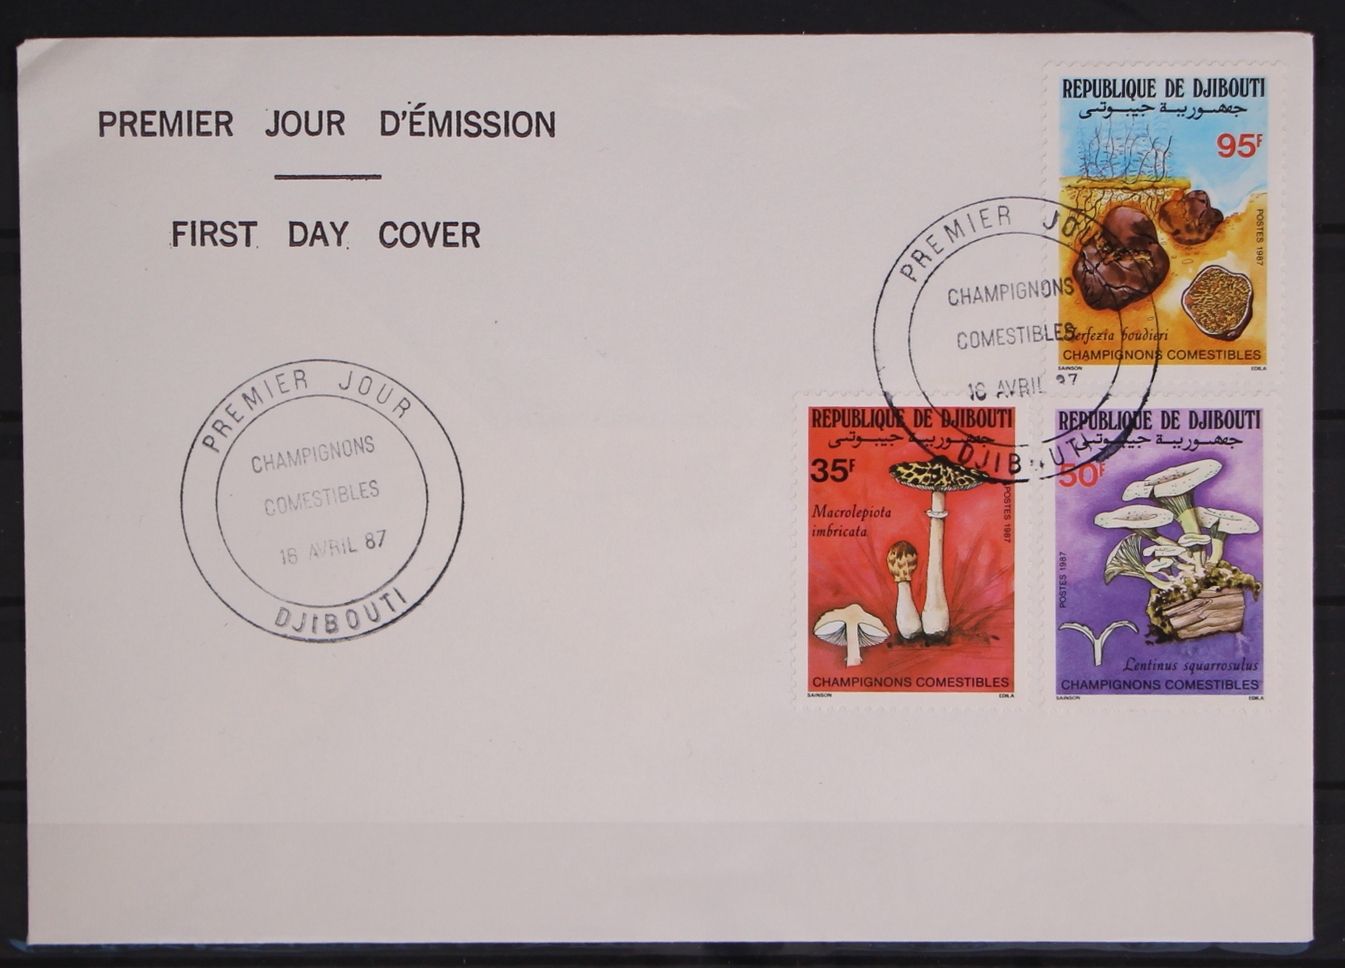 PREMIER JOUR D'ÉMISSION
FIRST DAY COVER
PREMIER JOUR
CHAMPIGNONS
COMESTIBLES
16 AVRIL 87
DJIBOUTI
PREMIER JOUR
CHAMPIGNONS
COMESTIBLES
16 AVRIL 87
DJIBOUTI
REPUBLIQUE DE DJIBOUTI
جمهورية جيبوتي
95F
POSTES 1987
Terfezia boudieri
CHAMPIGNONS COMESTIBLES
SAINSON EDILA
REPUBLIQUE DE DJIBOUTI
جمهورية جيبوتي
35F
Macrolepiota
imbricata
POSTES 1987
CHAMPIGNONS COMESTIBLES
SAINSON EDILA
REPUBLIQUE DE DJIBOUTI
جمهورية جيبوتي
50F
POSTES 1987
Lentinus squarrosulus
CHAMPIGNONS COMESTIBLES
SAINSON EDILA